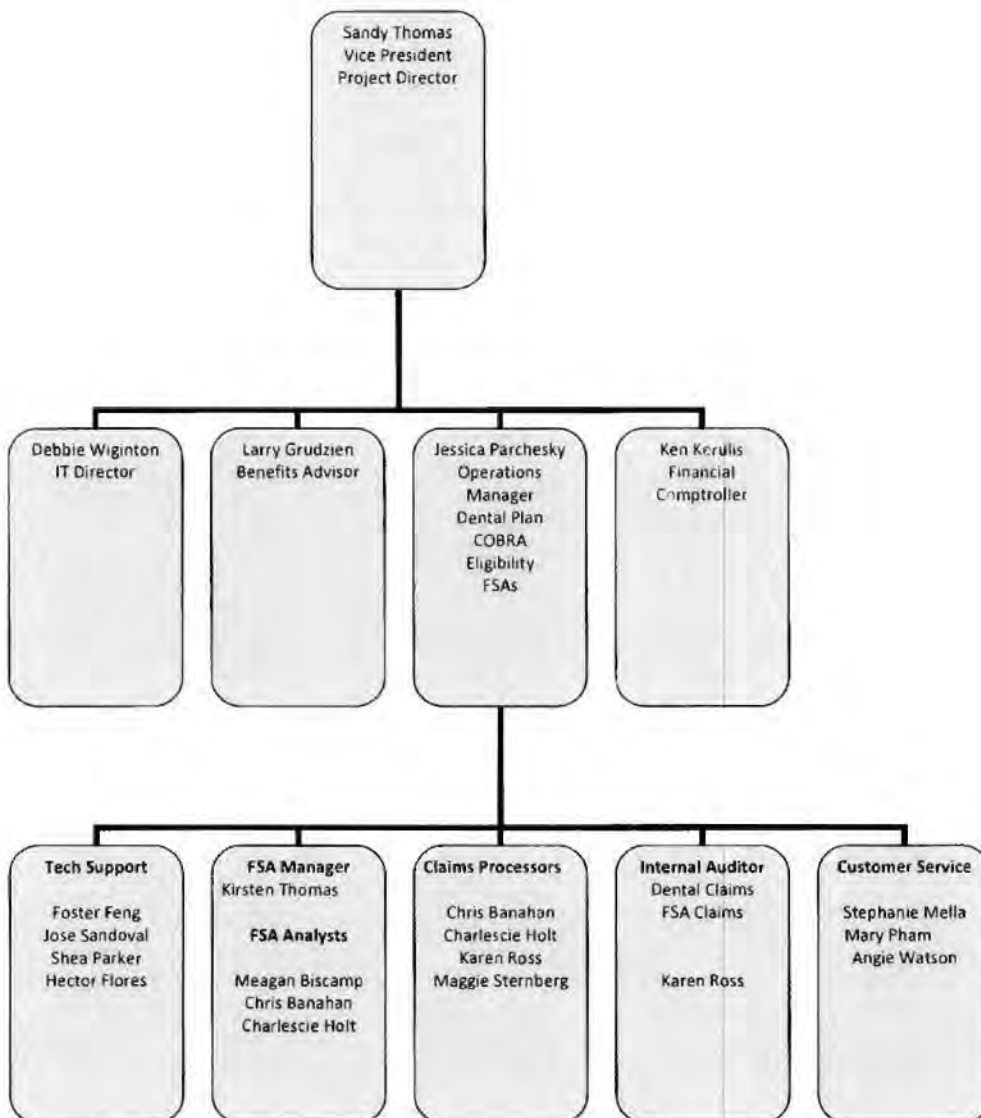 Sandy Thomas
Vice President
Project Director
Debbie Wiginton
IT Director
Larry Grudzien
Benefits Advisor
Jessica Parchesky
Operations
Manager
Dental Plan
COBRA
Eligibility
FSAs
Ken Kerulis
Financial
Comptroller
Tech Support
Foster Feng
Jose Sandoval
Shea Parker
Hector Flores
FSA Manager
Kirsten Thomas
FSA Analysts
Meagan Biscamp
Chris Banahan
Charlescie Holt
Claims Processors
Chris Banahan
Charlescie Holt
Karen Ross
Maggie Sternberg
Internal Auditor
Dental Claims
FSA Claims
Karen Ross
Customer Service
Stephanie Mella
Mary Pham
Angie Watson